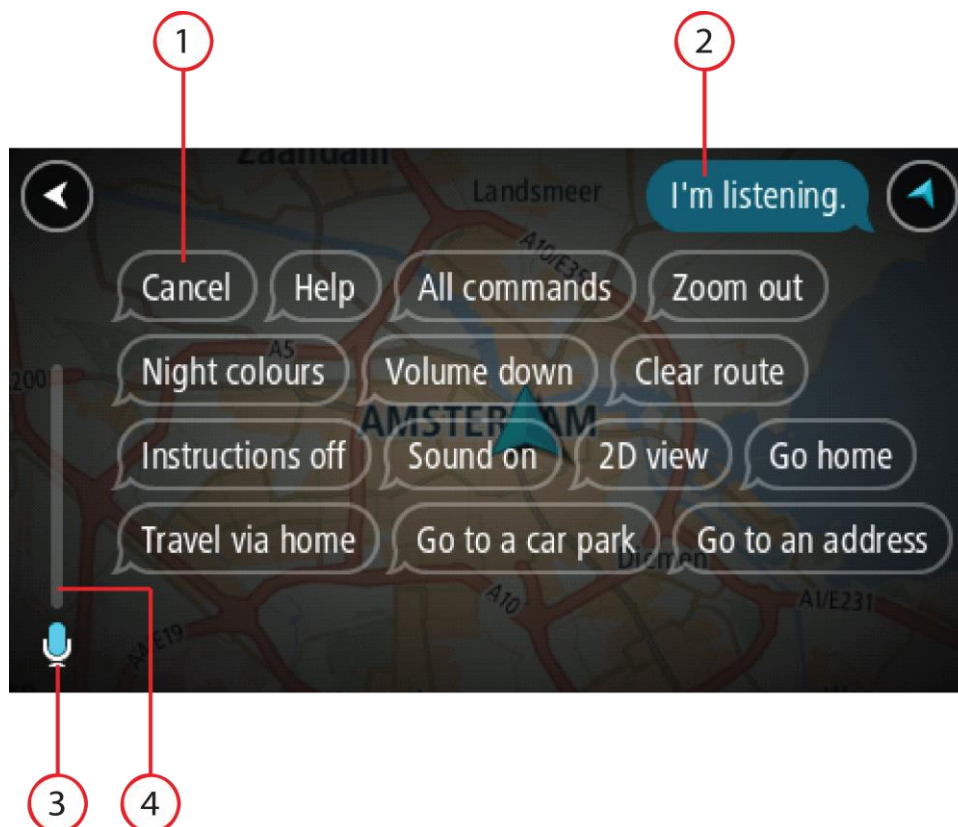 1 2
Zaandam
Landsmeer
I'm listening.
A10/E35
Cancel Help All commands Zoom out
A5
200
Night colours Volume down Clear route
AMSTERDAM
Instructions off Sound on 2D view Go home
Travel via home Go to a car park Go to an address
Diemen
A10
A1/E231
A4/E19
3 4